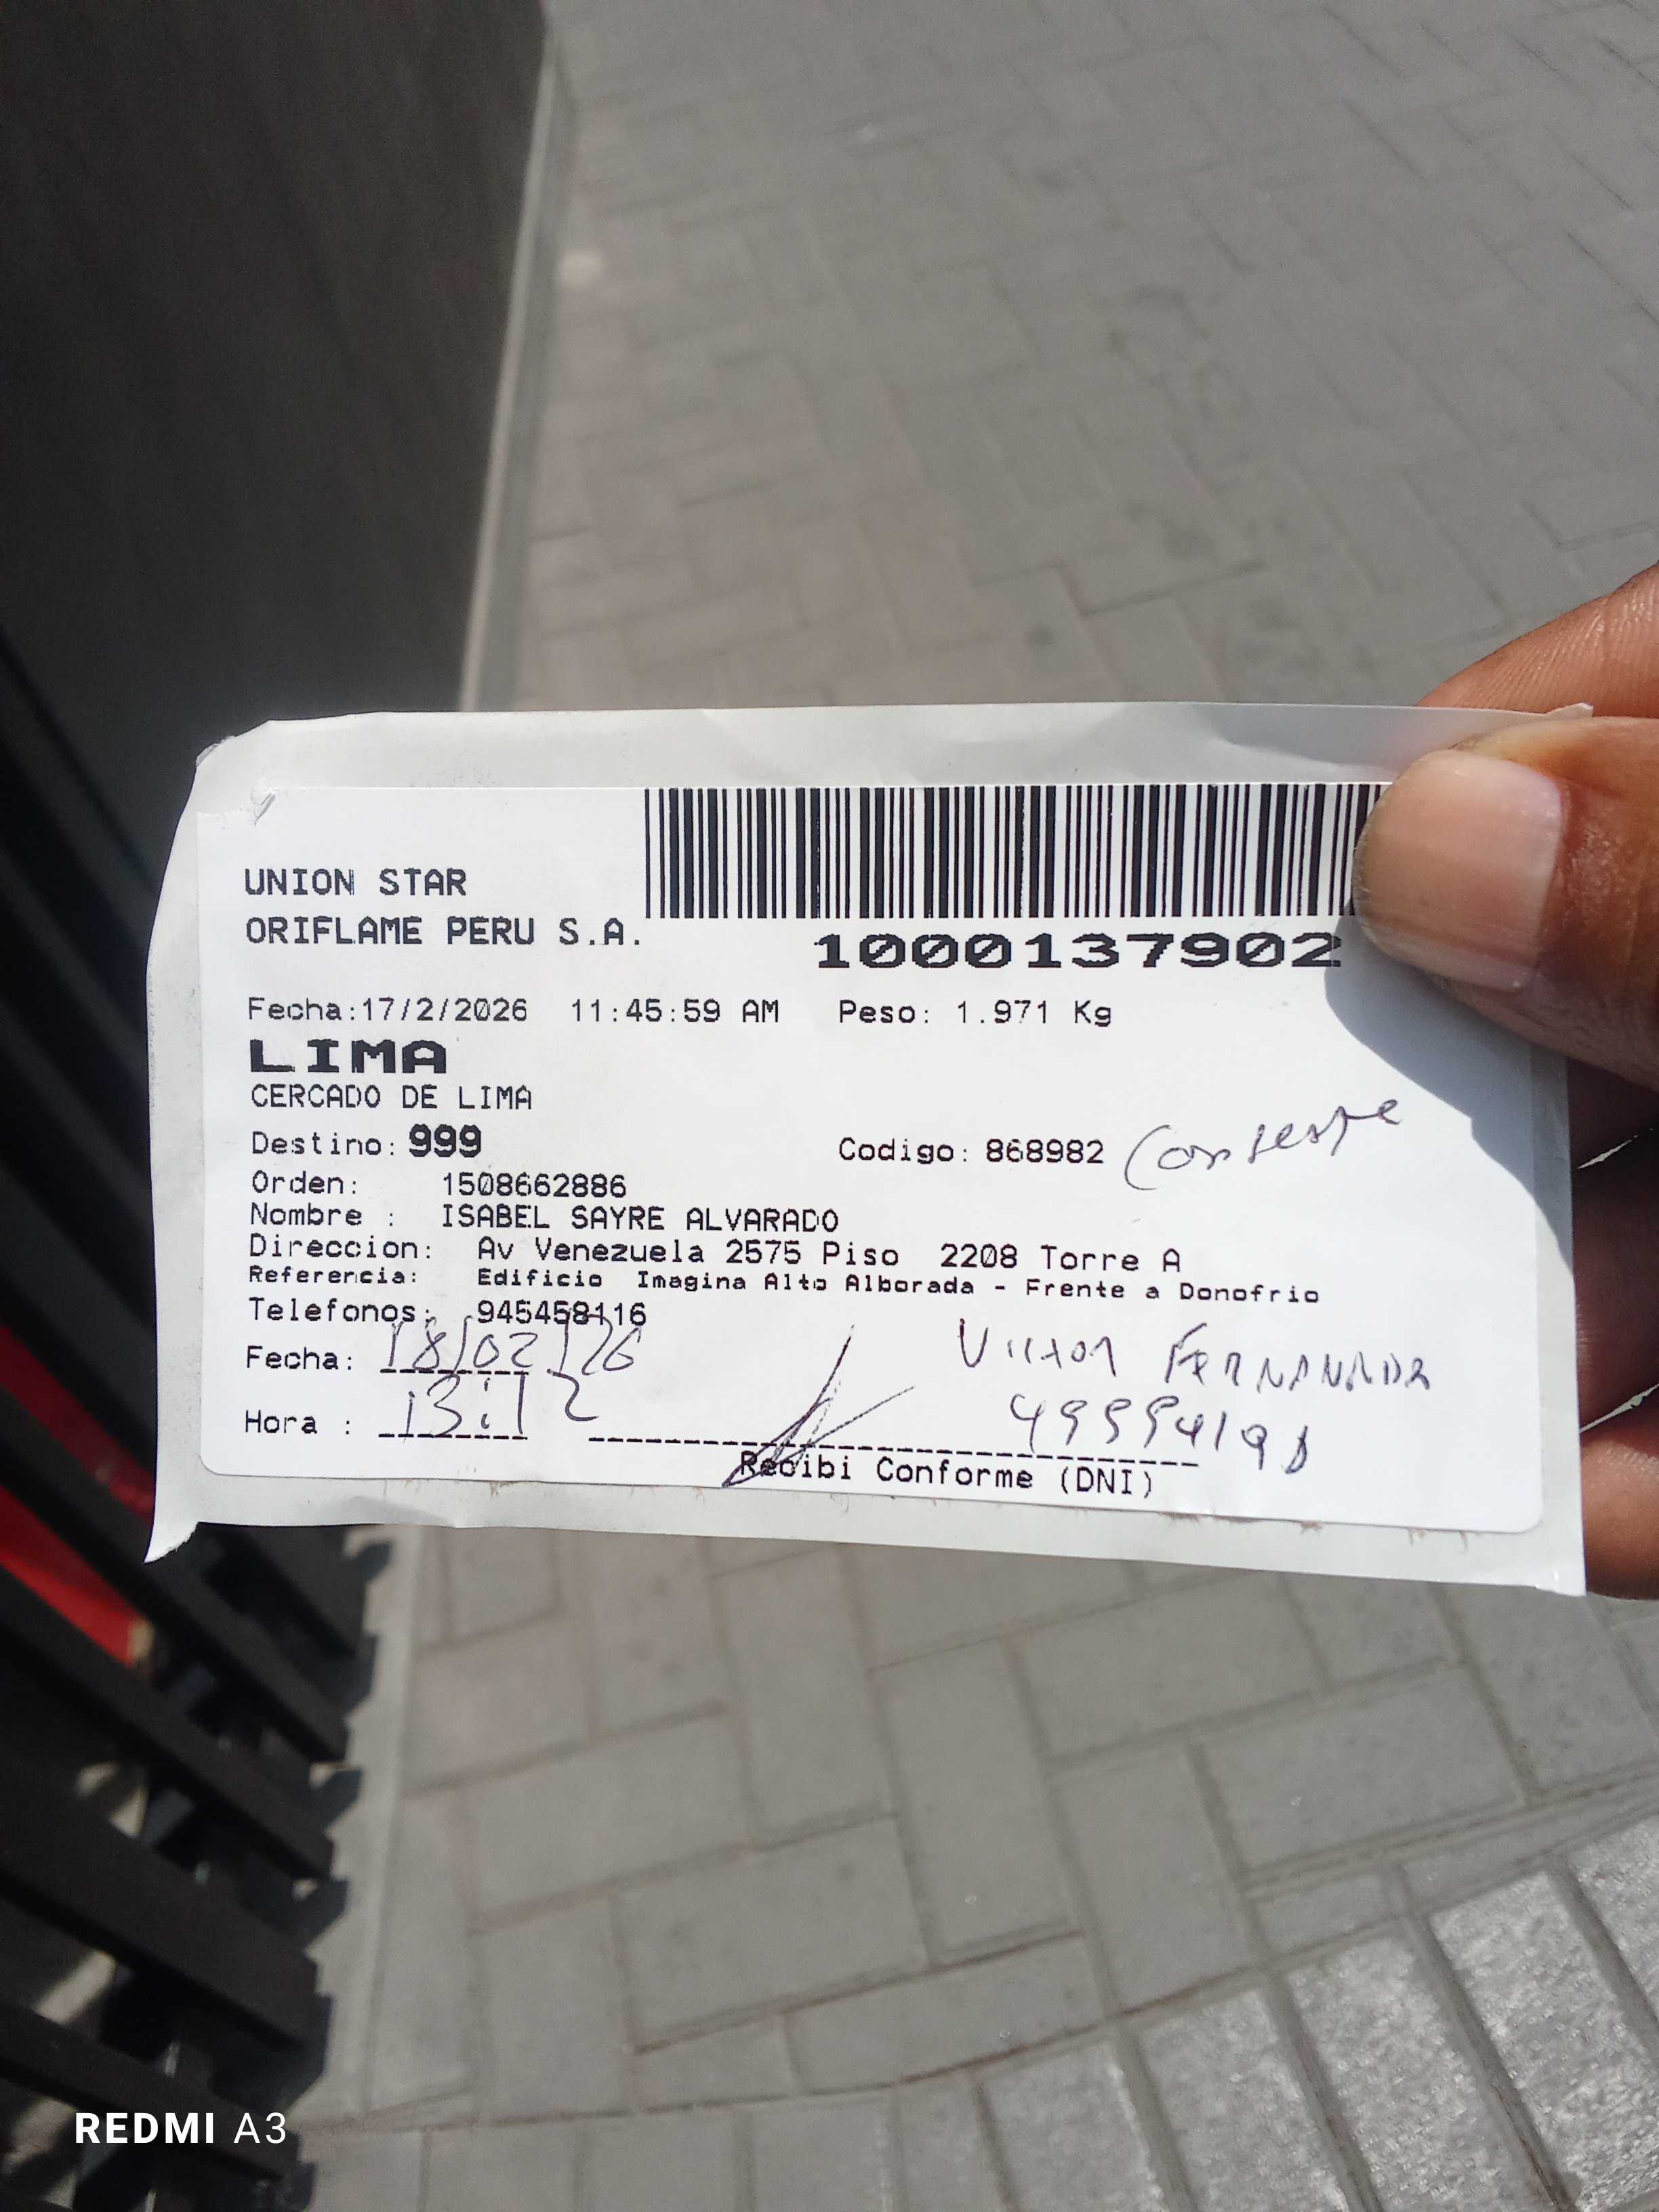 UNION STAR
ORIFLAME PERU S.A.
1000137902
Fecha:17/2/2026 11:45:59 AM Peso: 1.971 Kg
LIMA
CERCADO DE LIMA
Destino: 999 Codigo: 868982
Orden: 1508662886
Nombre : ISABEL SAYRE ALVARADO
Direccion: Av Venezuela 2575 Piso 2208 Torre A
Referencia: Edificio Imagina Alto Alborada - Frente a Donofrio
Telefonos: 945458116
Fecha: 18/02/26
Hora : 13:12
Recibi Conforme (DNI)
REDMI A3